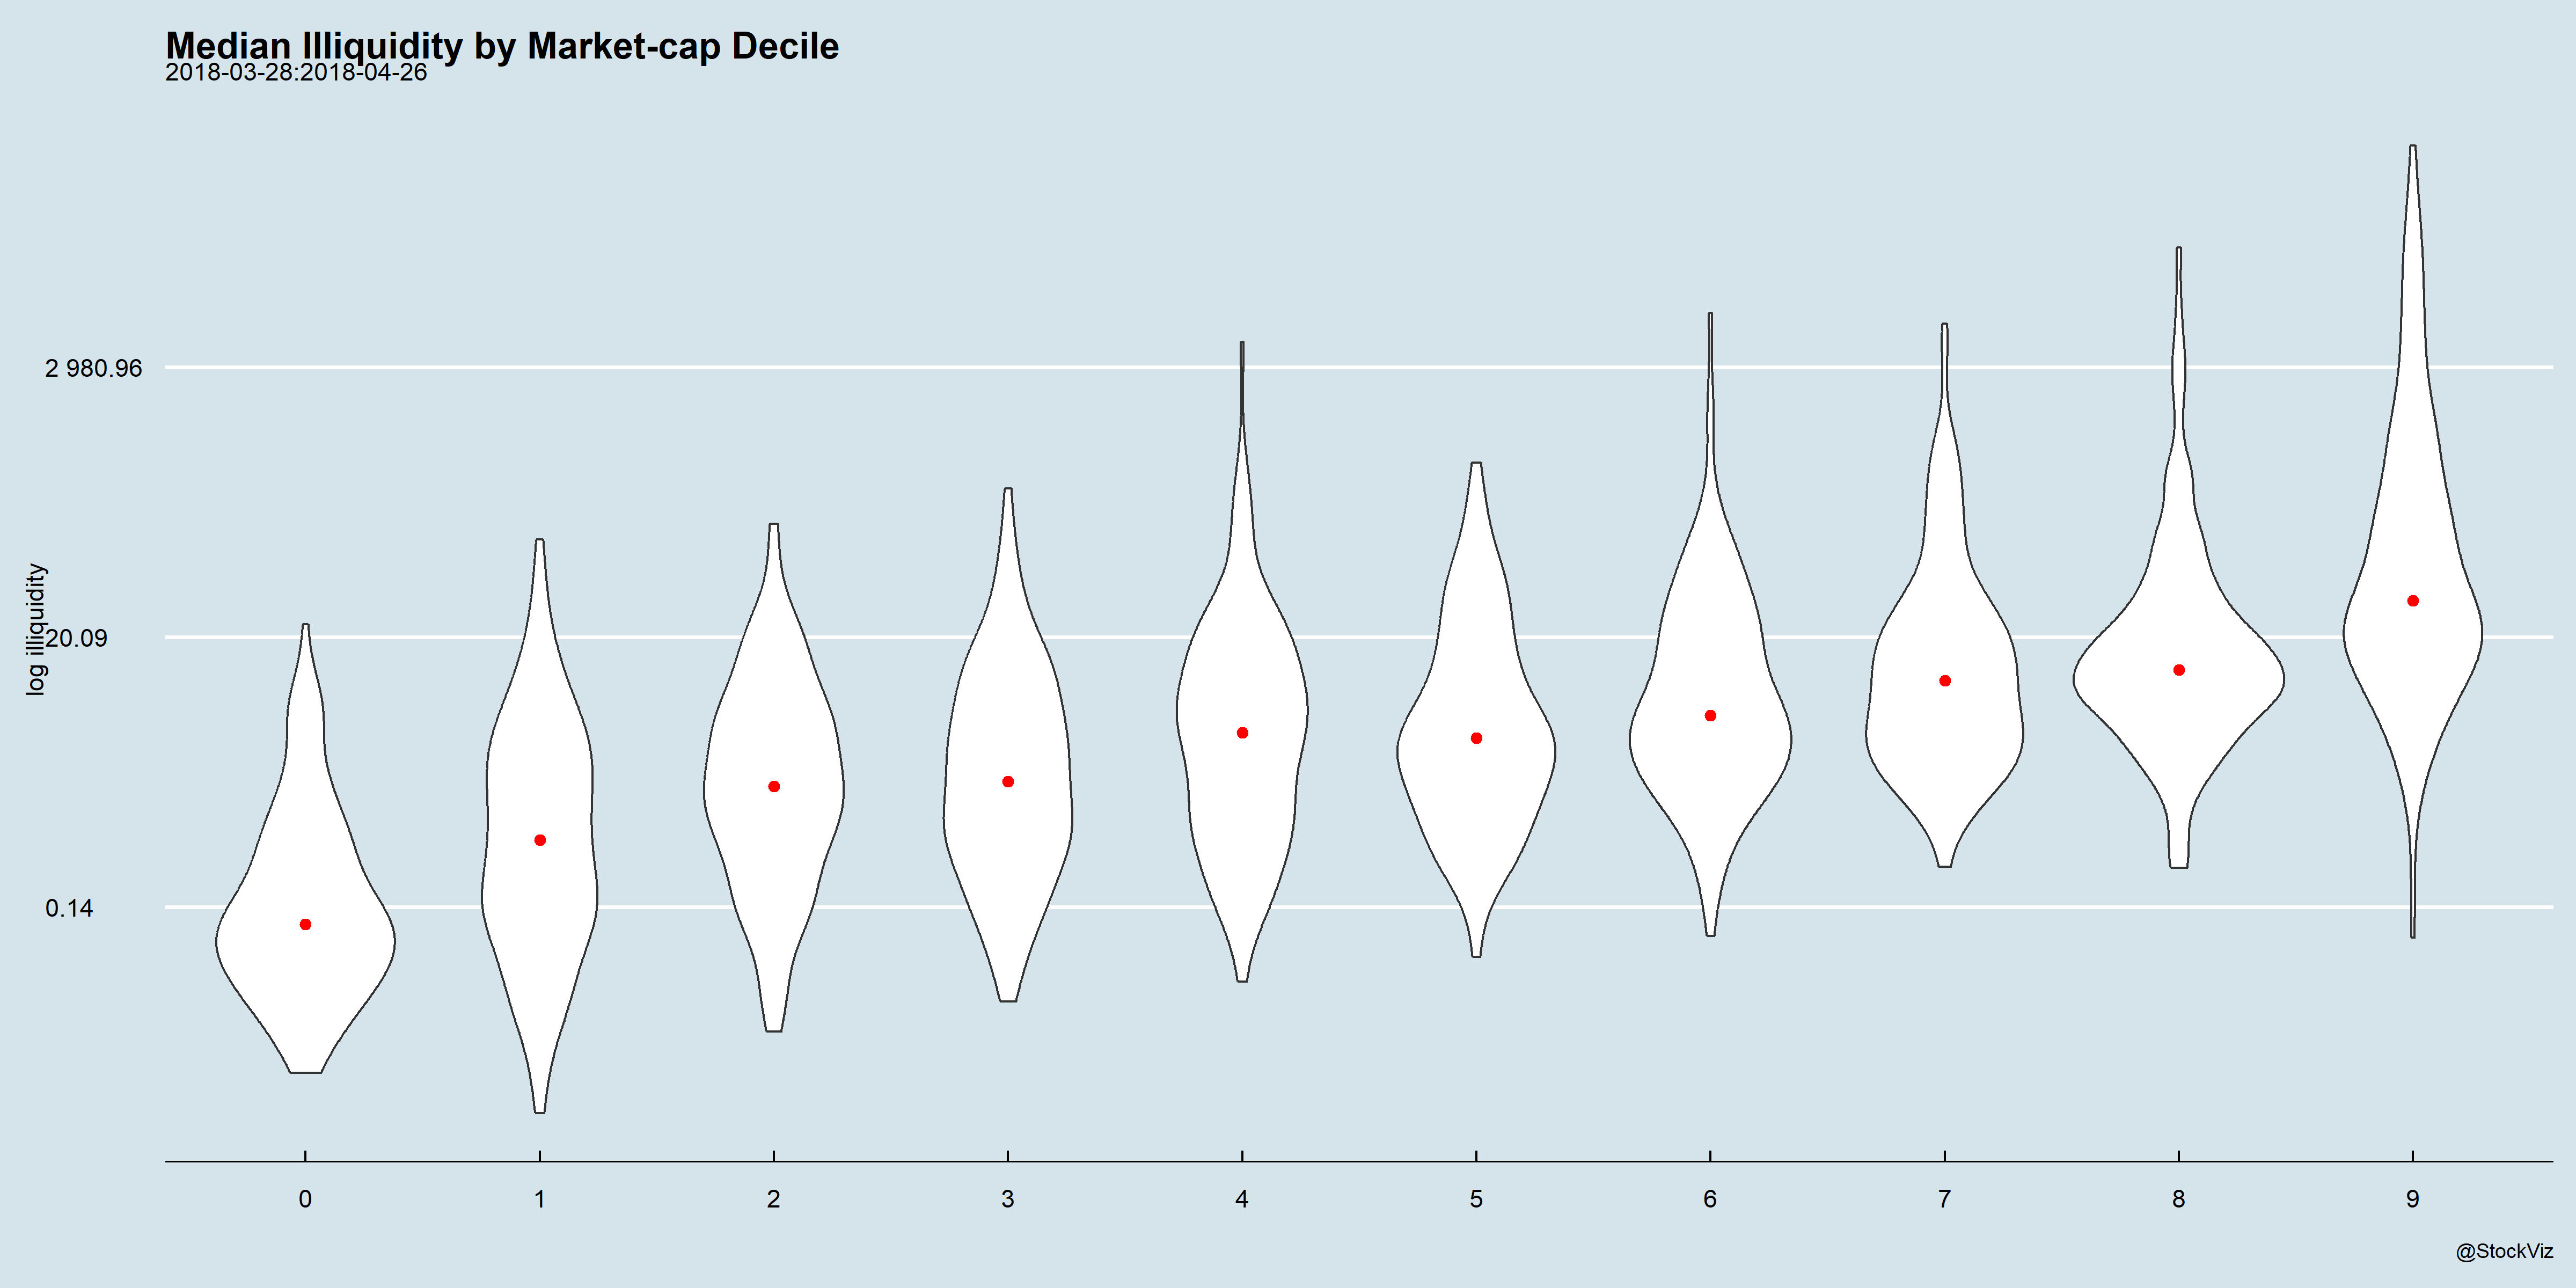 Median Illiquidity by Market-cap Decile
2018-03-28:2018-04-26
log illiquidity
2 980.96
20.09
0.14
0 1 2 3 4 5 6 7 8 9
@StockViz